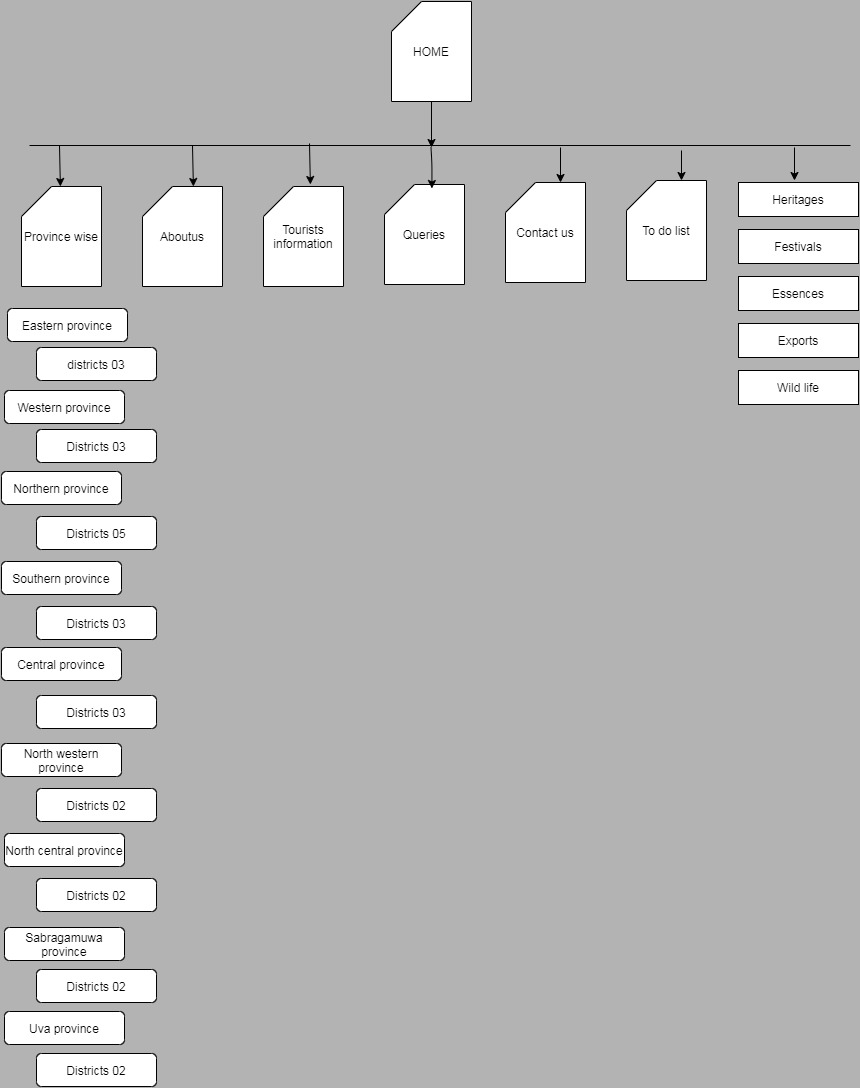 HOME
Province wise
Aboutus
Tourists
information
Queries
Contact us
To do list
Heritages
Festivals
Essences
Exports
Wild life
Eastern province
districts 03
Western province
Districts 03
Northern province
Districts 05
Southern province
Districts 03
Central province
Districts 03
North western
province
Districts 02
North central province
Districts 02
Sabragamuwa
province
Districts 02
Uva province
Districts 02